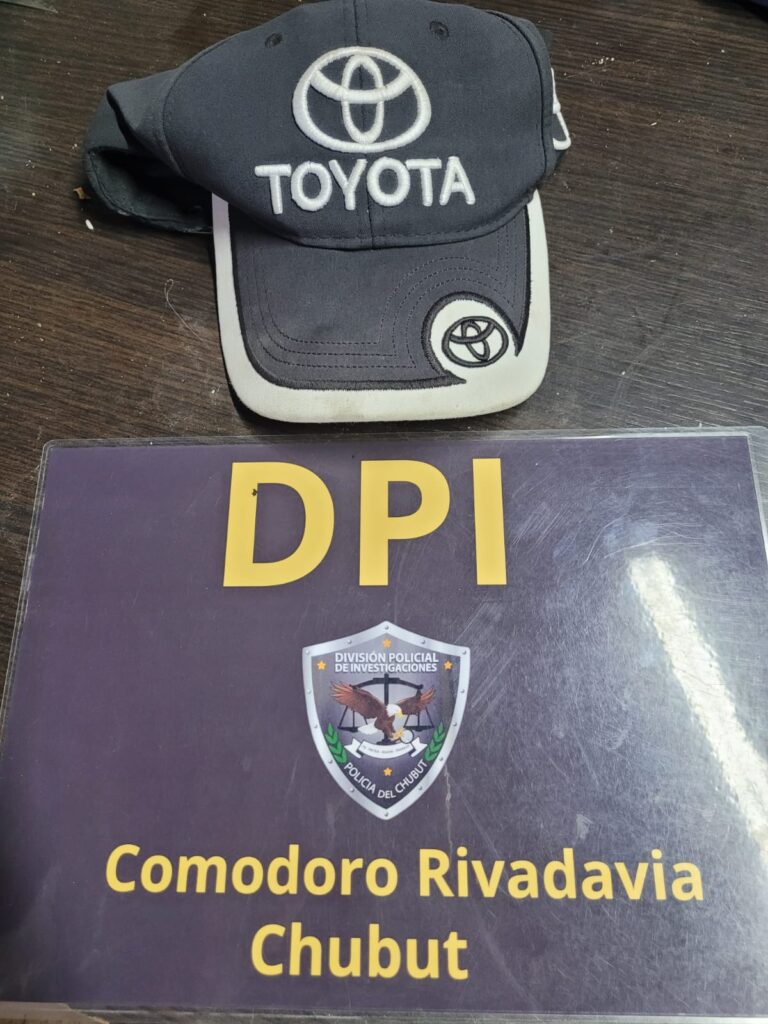 TOYOTA
DPI
DIVISIÓN POLICIAL
DE INVESTIGACIONES
POLICIA DEL CHUBUT
Comodoro Rivadavia
Chubut